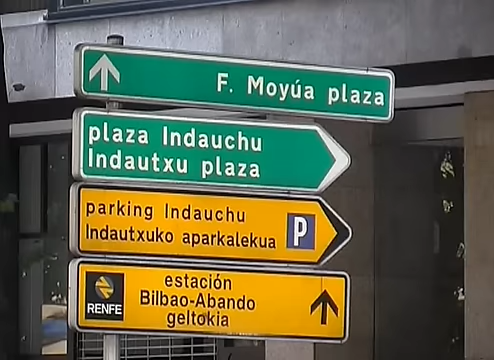 F. Moyúa plaza
plaza Indauchu
Indautxu plaza
parking Indauchu
Indautxuko aparkalekua
P
estación
Bilbao-Abando
geltokia
RENFE